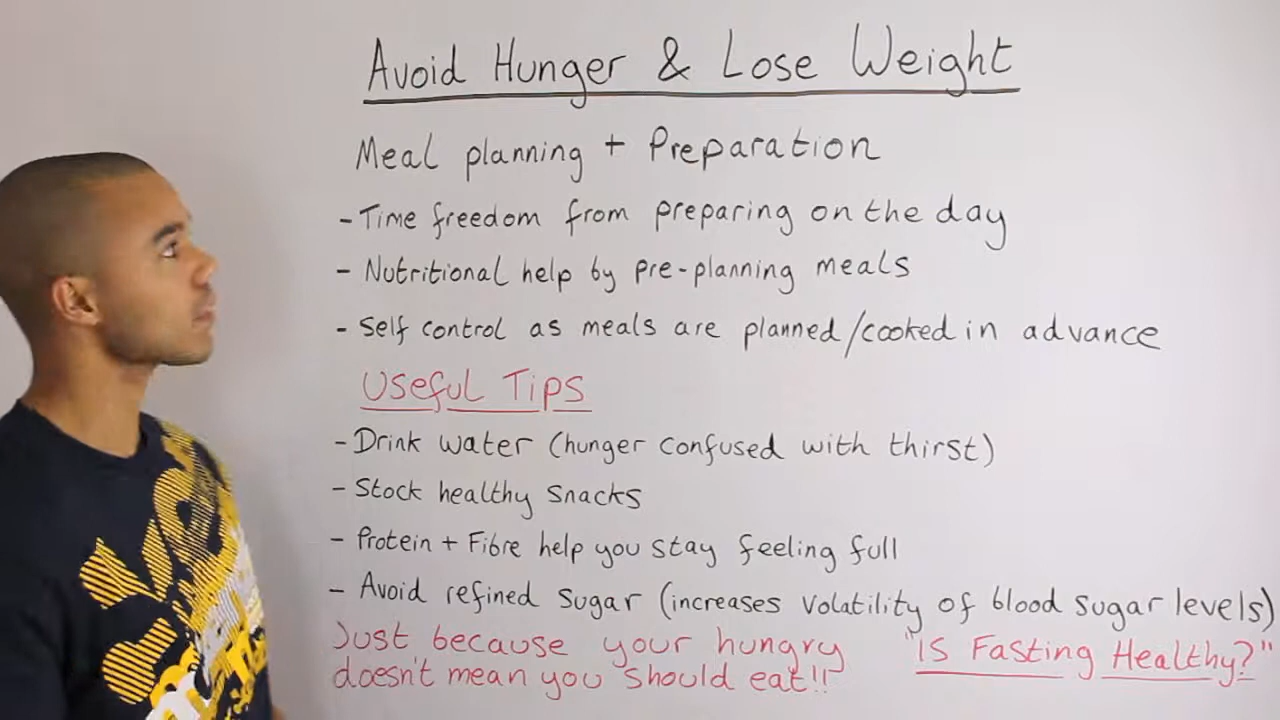 Avoid Hunger & Lose Weight
Meal planning + Preparation
- Time freedom from preparing on the day
- Nutritional help by pre-planning meals
- Self control as meals are planned/cooked in advance
Useful Tips
- Drink water (hunger confused with thirst)
- Stock healthy snacks
- Protein + Fibre help you stay feeling full
- Avoid refined sugar (increases volatility of blood sugar levels)
Just because your hungry
doesn't mean you should eat!!
"Is Fasting Healthy?"